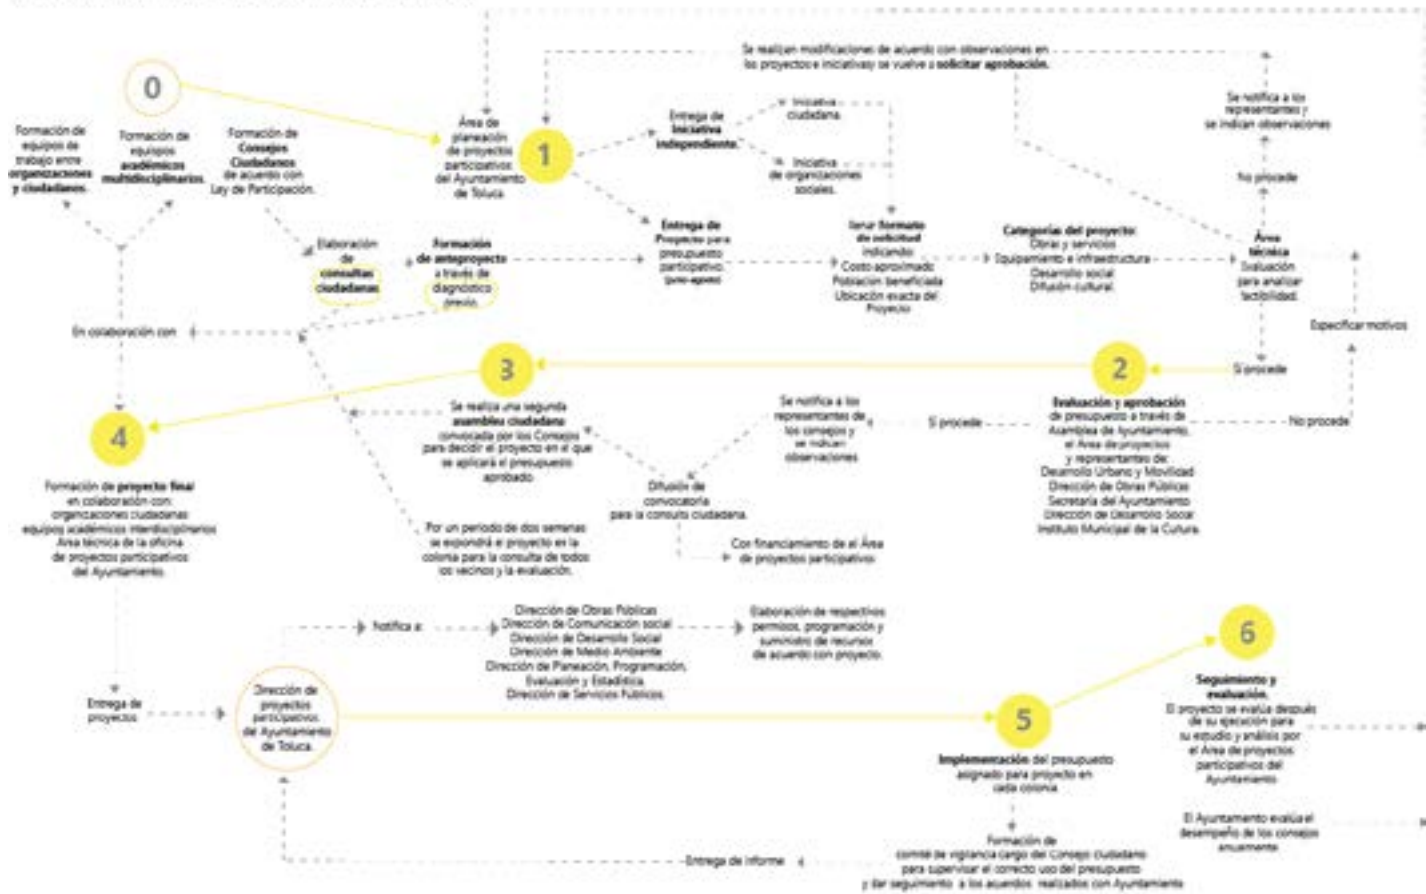 0
Formación de
equipos de
trabajo entre
organizaciones
y ciudadanos.
Formación de
equipos
académicos
multidisciplinarios.
Formación de
Consejos
Ciudadanos
de acuerdo con
Ley de Participación.
Área de
planeación
de proyectos
participativos
del Ayuntamiento
de Toluca.
1
Se realizan modificaciones de acuerdo con observaciones en
los proyectos e iniciativas y se vuelve a solicitar aprobación.
Entrega de
Iniciativa
independiente.
Iniciativa
ciudadana.
Iniciativa
de organizaciones
sociales.
Se notifica a los
representantes y
se indican observaciones
No procede
Elaboración
de
consultas
ciudadanas
Formación
de anteproyecto
a través de
diagnóstico
previo.
Entrega de
Proyecto para
presupuesto
participativo.
formato
de solicitud
indicando:
Costo aproximado
Población beneficiada
Ubicación exacta del
Proyecto
Categorías del proyecto:
Obras y servicios
Equipamiento e infraestructura
Desarrollo social
Difusión cultural.
Área
técnica
Evaluación
para analizar
factibilidad.
Especificar motivos
En colaboración con
Sí procede
3
Se realiza una segunda
asamblea ciudadana
convocada por los Consejos
para decidir el proyecto en el que
se aplicará el presupuesto
aprobado.
Se notifica a los
representantes de
los consejos y
se indican
observaciones
Sí procede
2
Evaluación y aprobación
de presupuesto a través de
Asamblea de Ayuntamiento,
el Área de proyectos
y representantes de:
Desarrollo Urbano y Movilidad
Dirección de Obras Públicas
Secretaría del Ayuntamiento
Dirección de Desarrollo Social
Instituto Municipal de la Cutura.
No procede
4
Formación de proyecto final
en colaboración con:
organizaciones ciudadanas
equipos académicos interdisciplinarios
Área técnica de la oficina
de proyectos participativos
del Ayuntamiento.
Difusión de
convocatoria
para la consulta ciudadana.
Por un periodo de dos semanas
se expondrá el proyecto en la
colonia para la consulta de todos
los vecinos y la evaluación.
Con financiamiento de el Área
de proyectos participativos
Notifica a:
Dirección de Obras Públicas
Dirección de Comunicación social
Dirección de Desarrollo Social
Dirección de Medio Ambiente
Dirección de Planeación, Programación,
Evaluación y Estadística.
Dirección de Servicios Públicos.
Elaboración de respectivos
permisos, programación y
suministro de recursos
de acuerdo con proyecto.
Entrega de
proyectos
Dirección de
proyectos
participativos
del Ayuntamiento
de Toluca.
5
Implementación del presupuesto
asignado para proyecto en
cada colonia.
6
Seguimiento y
evaluación.
El proyecto se evalúa después
de su ejecución para
su estudio y análisis por
el Área de proyectos
participativos del
Ayuntamiento
El Ayuntamiento evalúa el
desempeño de los consejos
anuamente
Entrega de informe
Formación de
comité de vigilancia cargo del Consejo ciudadano
para supervisar el correcto uso del presupuesto
y dar seguimiento a los acuerdos realizados con Ayuntamiento